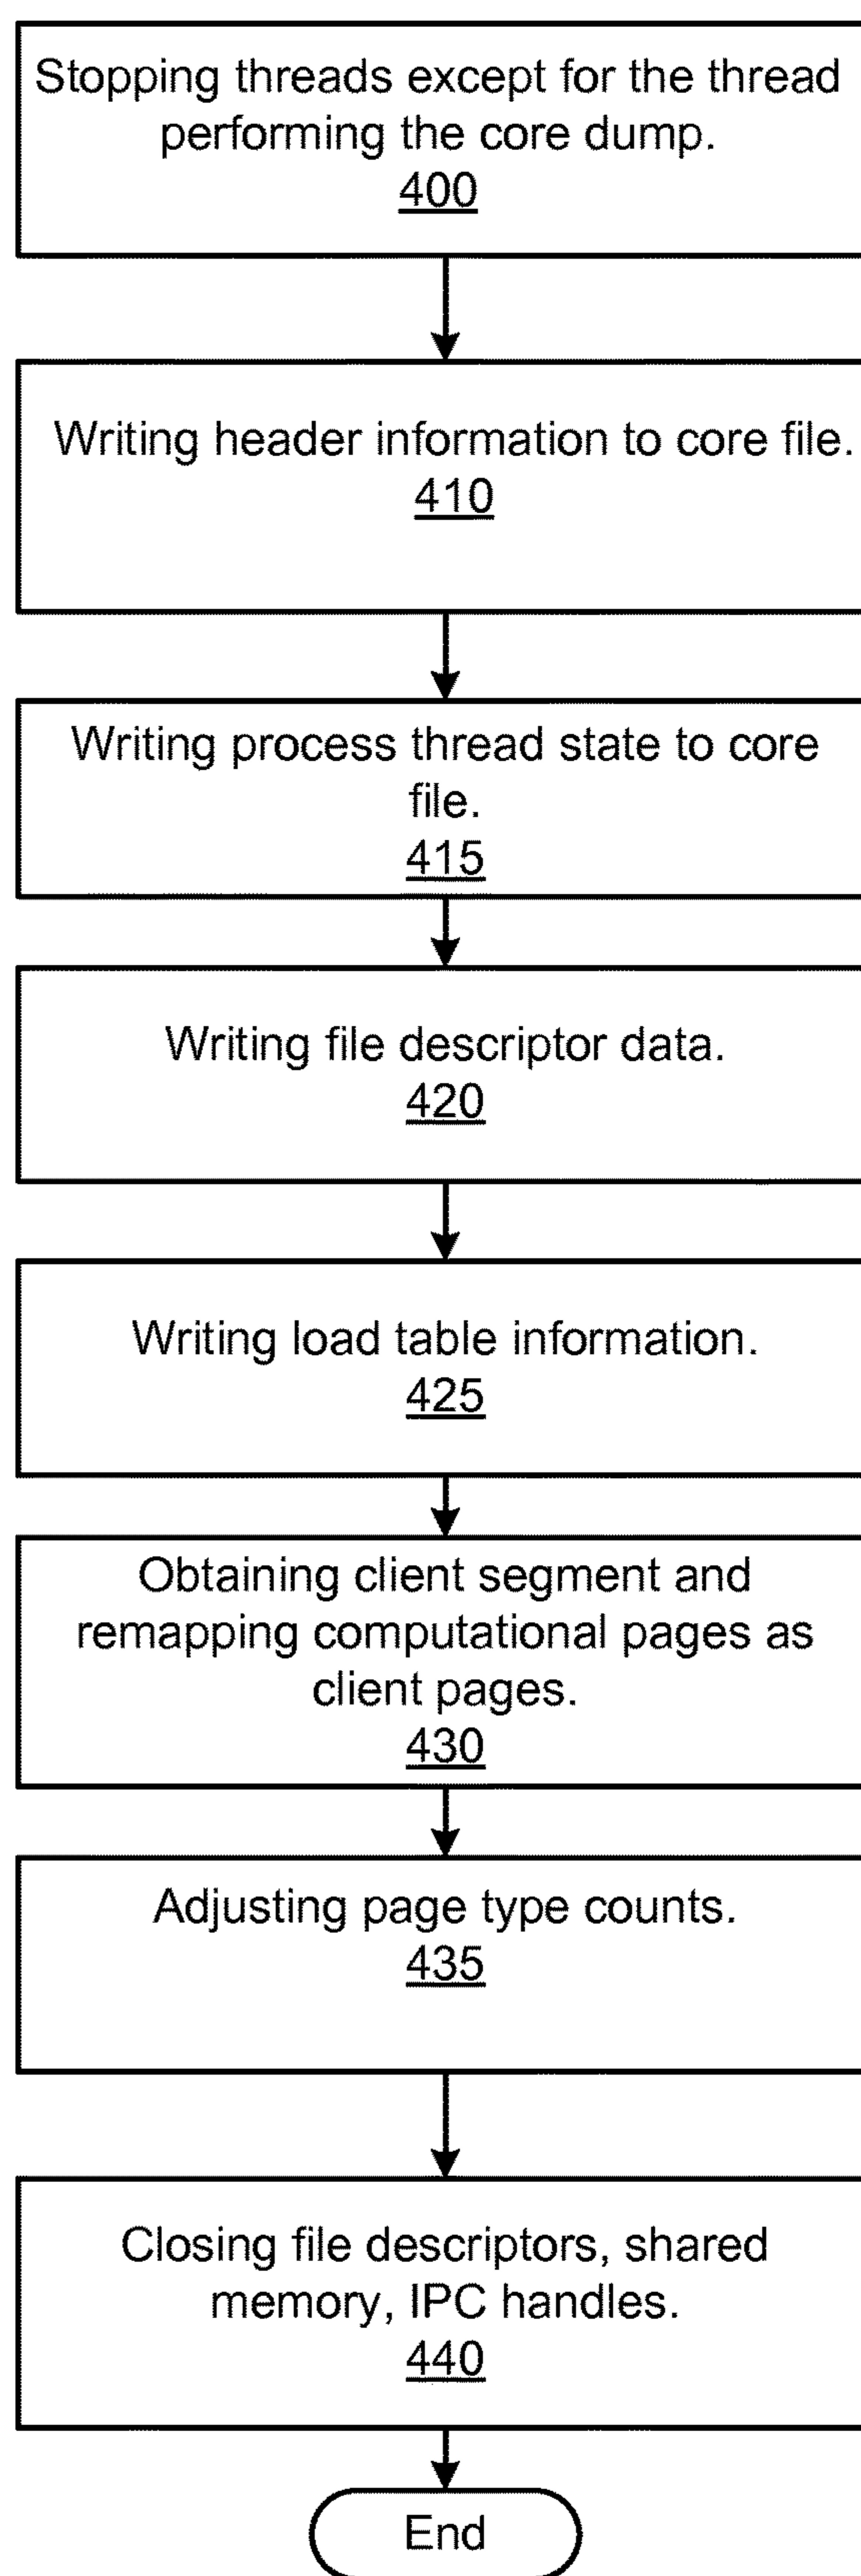 Stopping threads except for the thread
performing the core dump.
400
Writing header information to core file.
410
Writing process thread state to core
file.
415
Writing file descriptor data.
420
Writing load table information.
425
Obtaining client segment and
remapping computational pages as
client pages.
430
Adjusting page type counts.
435
Closing file descriptors, shared
memory, IPC handles.
440
End